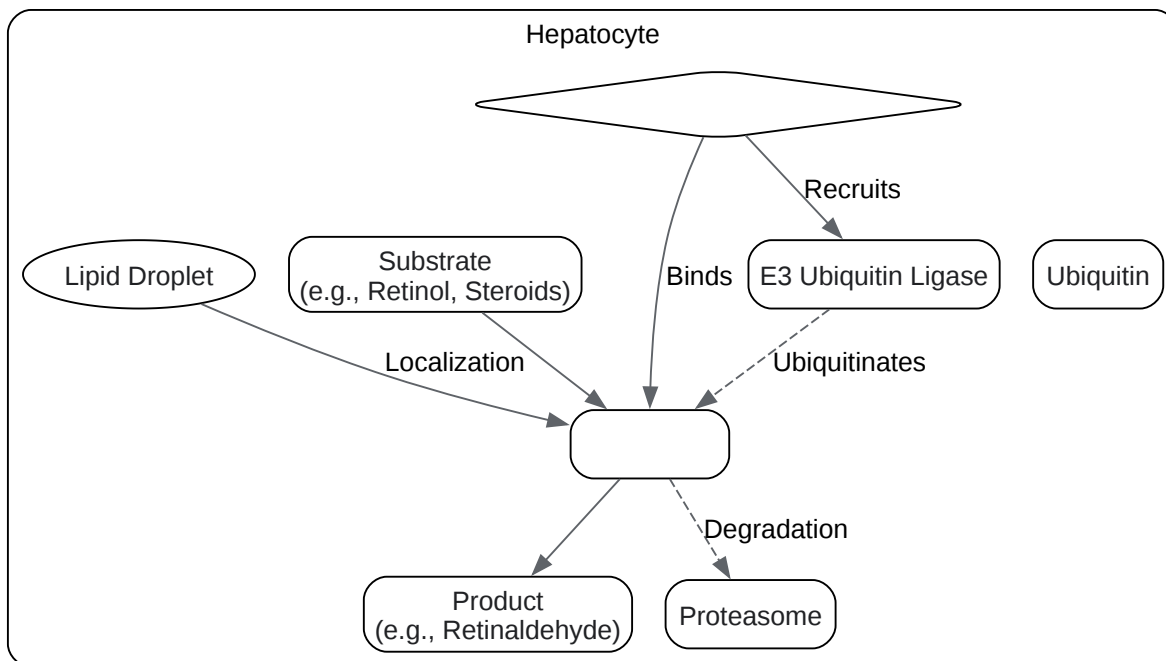 Hepatocyte
Recruits
Lipid Droplet
Substrate
(e.g., Retinol, Steroids)
Binds
E3 Ubiquitin Ligase
Ubiquitin
Localization
Ubiquitinates
Degradation
Product
(e.g., Retinaldehyde)
Proteasome